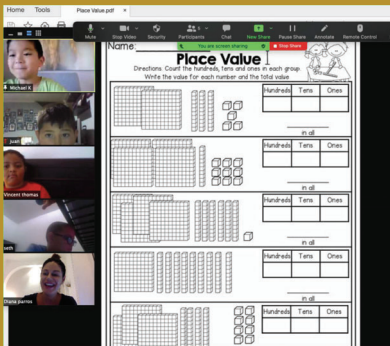 Home Tools Place Value.pdf ×
Mute Stop Video Security Participants Chat New Share Pause Share Annotate Remote Control
You are screen sharing Stop Share
Name:
Place Value
Directions: Count the hundreds, tens and ones in each group.
Write the value for each number and the total value
Hundreds Tens Ones
in all
Hundreds Tens Ones
in all
Hundreds Tens Ones
in all
Hundreds Tens Ones
in all
Hundreds Tens Ones
Michael K
juan
Vincent thomas
seth
Diana parres